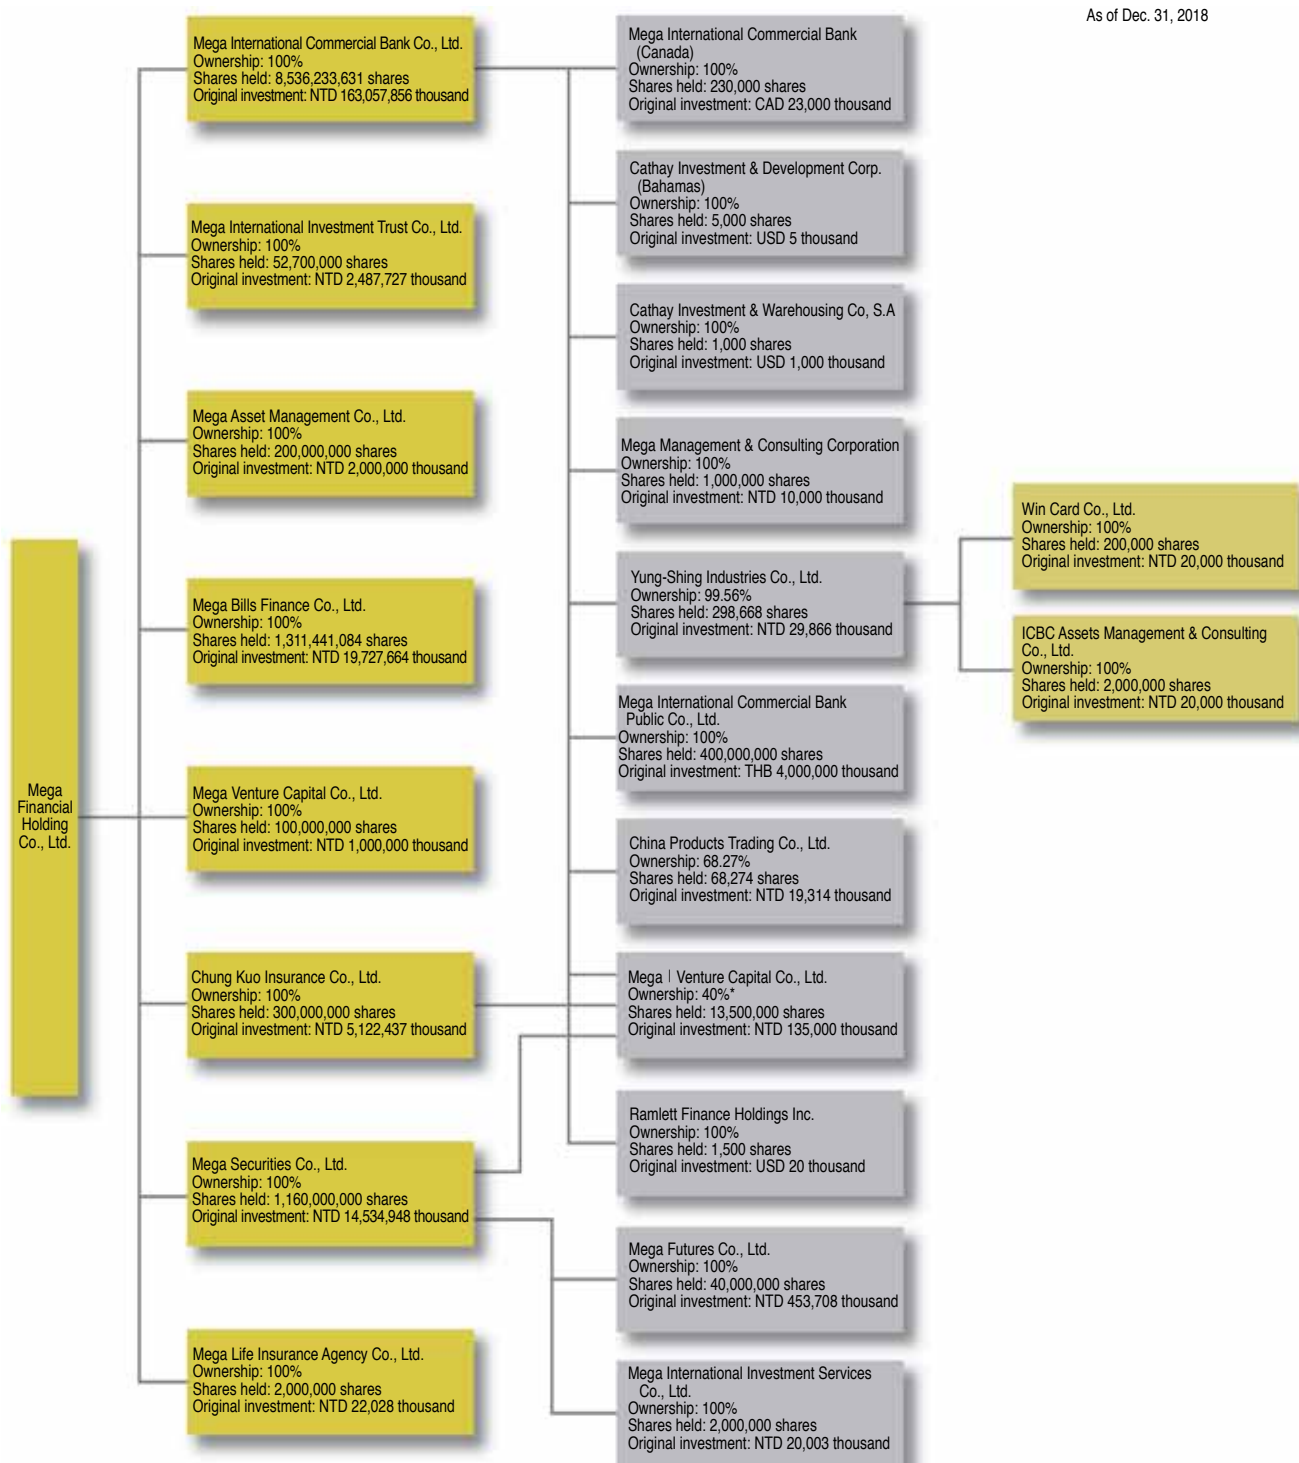 As of Dec. 31, 2018
Mega
Financial
Holding
Co., Ltd.
Mega International Commercial Bank Co., Ltd.
Ownership: 100%
Shares held: 8,536,233,631 shares
Original investment: NTD 163,057,856 thousand
Mega International Investment Trust Co., Ltd.
Ownership: 100%
Shares held: 52,700,000 shares
Original investment: NTD 2,487,727 thousand
Mega Asset Management Co., Ltd.
Ownership: 100%
Shares held: 200,000,000 shares
Original investment: NTD 2,000,000 thousand
Mega Bills Finance Co., Ltd.
Ownership: 100%
Shares held: 1,311,441,084 shares
Original investment: NTD 19,727,664 thousand
Mega Venture Capital Co., Ltd.
Ownership: 100%
Shares held: 100,000,000 shares
Original investment: NTD 1,000,000 thousand
Chung Kuo Insurance Co., Ltd.
Ownership: 100%
Shares held: 300,000,000 shares
Original investment: NTD 5,122,437 thousand
Mega Securities Co., Ltd.
Ownership: 100%
Shares held: 1,160,000,000 shares
Original investment: NTD 14,534,948 thousand
Mega Life Insurance Agency Co., Ltd.
Ownership: 100%
Shares held: 2,000,000 shares
Original investment: NTD 22,028 thousand
Mega International Commercial Bank
(Canada)
Ownership: 100%
Shares held: 230,000 shares
Original investment: CAD 23,000 thousand
Cathay Investment & Development Corp.
(Bahamas)
Ownership: 100%
Shares held: 5,000 shares
Original investment: USD 5 thousand
Cathay Investment & Warehousing Co, S.A
Ownership: 100%
Shares held: 1,000 shares
Original investment: USD 1,000 thousand
Mega Management & Consulting Corporation
Ownership: 100%
Shares held: 1,000,000 shares
Original investment: NTD 10,000 thousand
Yung-Shing Industries Co., Ltd.
Ownership: 99.56%
Shares held: 298,668 shares
Original investment: NTD 29,866 thousand
Mega International Commercial Bank
Public Co., Ltd.
Ownership: 100%
Shares held: 400,000,000 shares
Original investment: THB 4,000,000 thousand
China Products Trading Co., Ltd.
Ownership: 68.27%
Shares held: 68,274 shares
Original investment: NTD 19,314 thousand
Mega I Venture Capital Co., Ltd.
Ownership: 40%*
Shares held: 13,500,000 shares
Original investment: NTD 135,000 thousand
Ramlett Finance Holdings Inc.
Ownership: 100%
Shares held: 1,500 shares
Original investment: USD 20 thousand
Mega Futures Co., Ltd.
Ownership: 100%
Shares held: 40,000,000 shares
Original investment: NTD 453,708 thousand
Mega International Investment Services
Co., Ltd.
Ownership: 100%
Shares held: 2,000,000 shares
Original investment: NTD 20,003 thousand
Win Card Co., Ltd.
Ownership: 100%
Shares held: 200,000 shares
Original investment: NTD 20,000 thousand
ICBC Assets Management & Consulting
Co., Ltd.
Ownership: 100%
Shares held: 2,000,000 shares
Original investment: NTD 20,000 thousand